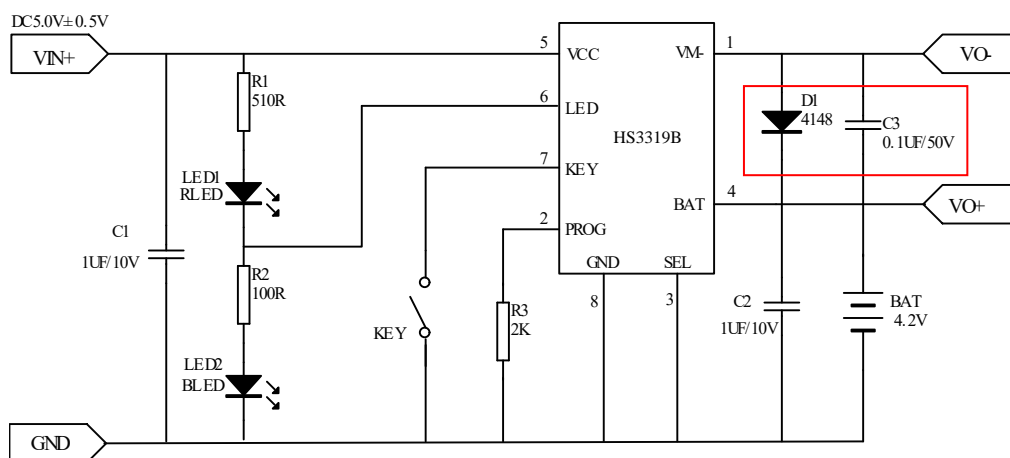 DC5.0V±0.5V
VIN+
R1
510R
LED1
RLED
C1
1UF/10V
R2
100R
LED2
BLED
GND
KEY
R3
2K
5
VCC
6
LED
7
KEY
2
PROG
HS3319B
GND
8
SEL
3
VM-
1
BAT
4
D1
4148
C3
0.1UF/50V
VO-
VO+
C2
1UF/10V
BAT
4.2V